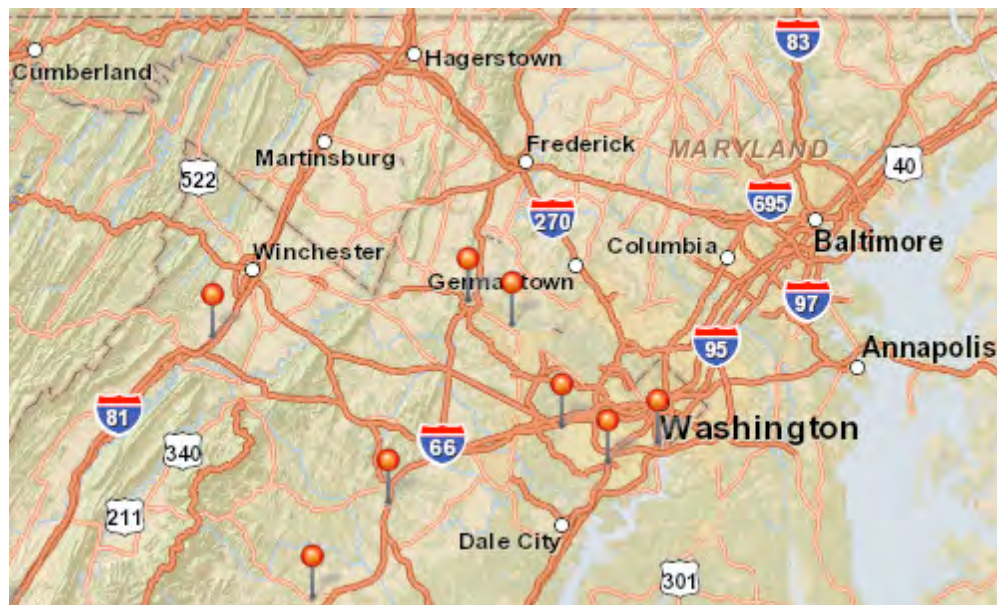 83
Cumberland
Hagerstown
Frederick
MARYLAND
40
Martinsburg
522
695
270
Columbia
Baltimore
Winchester
Germantown
97
95
Annapolis
81
66
Washington
340
211
Dale City
301